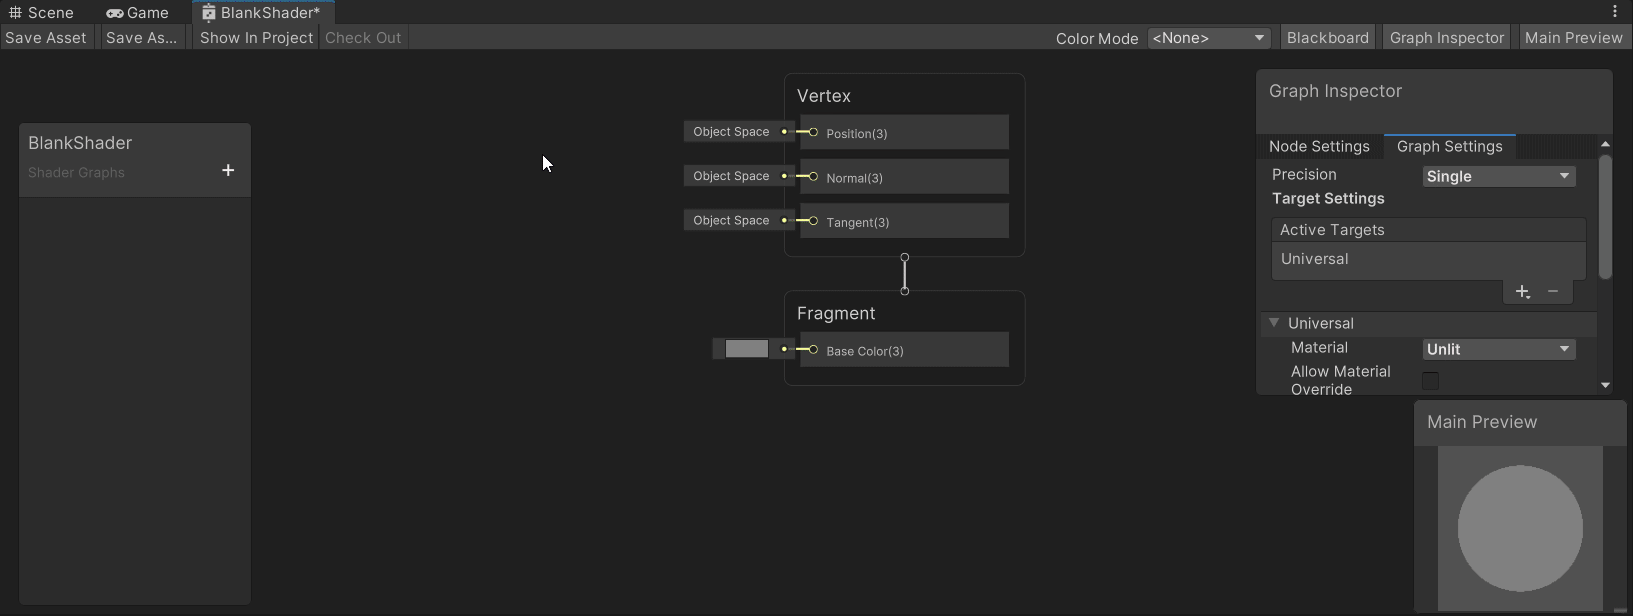 Scene
Game
BlankShader*
Save Asset
Save As...
Show In Project
Check Out
Color Mode
<None>
Blackboard
Graph Inspector
Main Preview
BlankShader
Shader Graphs
+
Vertex
Object Space
Position(3)
Object Space
Normal(3)
Object Space
Tangent(3)
Fragment
Base Color(3)
Graph Inspector
Node Settings
Graph Settings
Precision
Single
Target Settings
Active Targets
Universal
Universal
Material
Unlit
Allow Material
Override
Main Preview